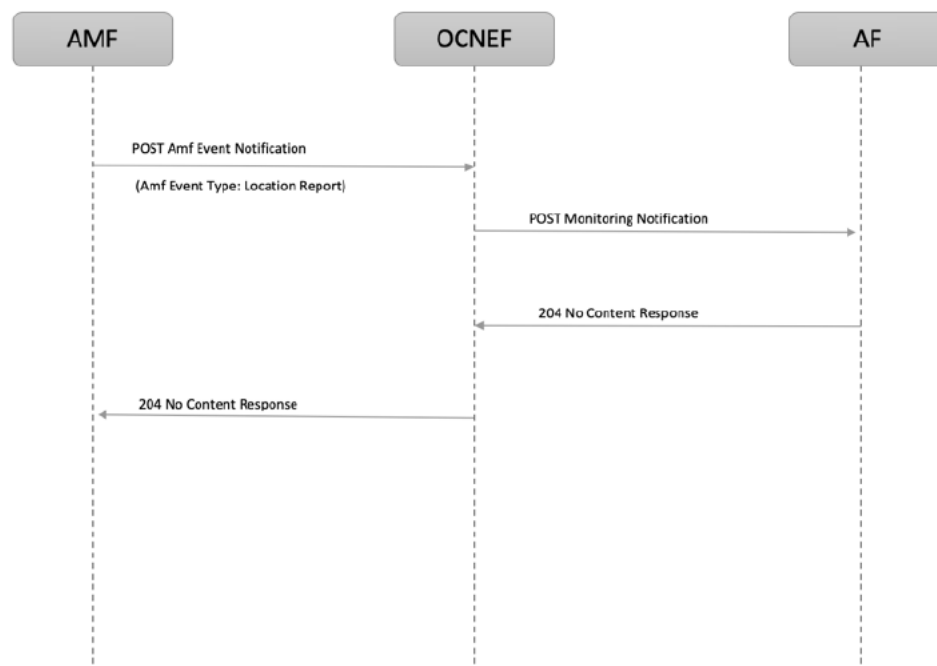 AMF
OCNEF
AF
POST Amf Event Notification
(Amf Event Type: Location Report)
POST Monitoring Notification
204 No Content Response
204 No Content Response